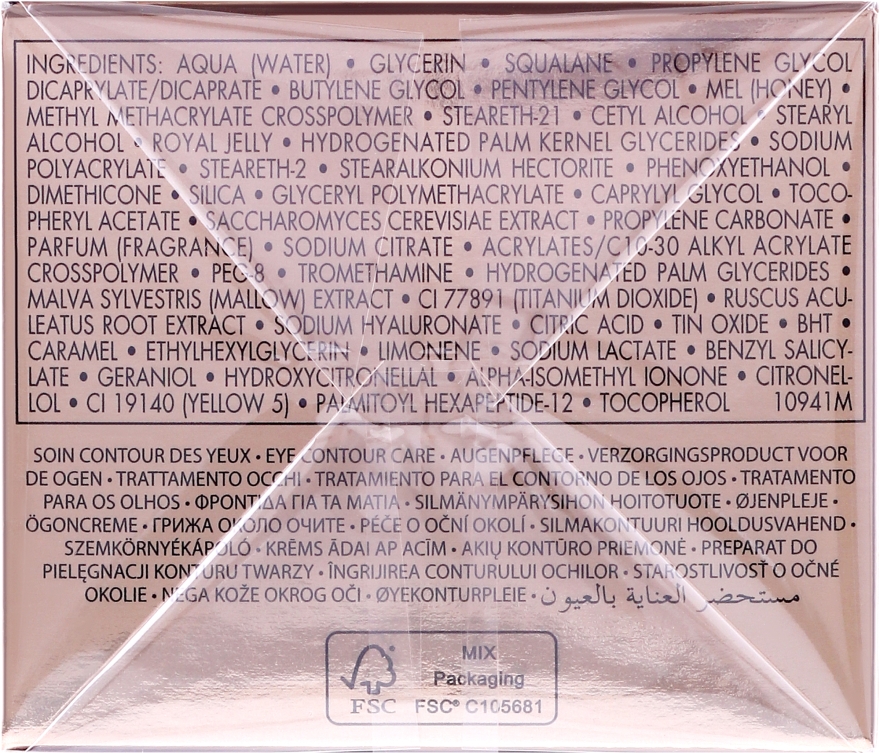 INGREDIENTS: AQUA (WATER) • GLYCERIN • SQUALANE • PROPYLENE GLYCOL
DICAPRYLATE/DICAPRATE • BUTYLENE GLYCOL • PENTYLENE GLYCOL • MEL (HONEY) •
METHYL METHACRYLATE CROSSPOLYMER • STEARETH-21 • CETYL ALCOHOL • STEARYL
ALCOHOL • ROYAL JELLY • HYDROGENATED PALM KERNEL GLYCERIDES • SODIUM
POLYACRYLATE • STEARETH-2 • STEARALKONIUM HECTORITE • PHENOXYETHANOL •
DIMETHICONE • SILICA • GLYCERYL POLYMETHACRYLATE • CAPRYLYL GLYCOL • TOCO-
PHERYL ACETATE • SACCHAROMYCES CEREVISIAE EXTRACT • PROPYLENE CARBONATE •
PARFUM (FRAGRANCE) • SODIUM CITRATE • ACRYLATES/C10-30 ALKYL ACRYLATE
CROSSPOLYMER • PEG-8 • TROMETHAMINE • HYDROGENATED PALM GLYCERIDES •
MALVA SYLVESTRIS (MALLOW) EXTRACT • CI 77891 (TITANIUM DIOXIDE) • RUSCUS ACU-
LEATUS ROOT EXTRACT • SODIUM HYALURONATE • CITRIC ACID • TIN OXIDE • BHT •
CARAMEL • ETHYLHEXYLGLYCERIN • LIMONENE • SODIUM LACTATE • BENZYL SALICY-
LATE • GERANIOL • HYDROXYCITRONELLAL • ALPHA-ISOMETHYL IONONE • CITRONEL-
LOL • CI 19140 (YELLOW 5) • PALMITOYL HEXAPEPTIDE-12 • TOCOPHEROL 10941M
SOIN CONTOUR DES YEUX • EYE CONTOUR CARE • AUGENPFLEGE • VERZORGINGSPRODUCT VOOR
DE OGEN • TRATTAMENTO OCCHI • TRATAMIENTO PARA EL CONTORNO DE LOS OJOS • TRATAMENTO
PARA OS OLHOS • ΦΡΟΝΤΙΔΑ ΓΙΑ ΤΑ ΜΑΤΙΑ • SILMÄNYMPÄRYSIHON HOITOTUOTE • ØJENPLEJE •
ÖGONCREME • ГРИЖА ОКОЛО ОЧИТЕ • PÉČE O OČNÍ OKOLÍ • SILMAKONTUURI HOOLDUSVAHEND •
SZEMKÖRNYÉKÁPOLÓ • KRĒMS ĀDAI AP ACĪM • AKIŲ KONTŪRO PRIEMONĖ • PREPARAT DO
PIELĘGNACJI KONTURU TWARZY • ÎNGRIJIREA CONTURULUI OCHILOR • STAROSTLIVOSŤ O OČNÉ
OKOLIE • NEGA KOŽE OKROG OČI • ØYEKONTURPLEIE • مستحضر العناية بالعيون
FSC
MIX
Packaging
FSC® C105681